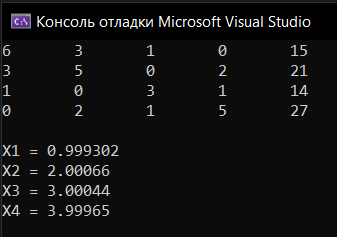 Консоль отладки Microsoft Visual Studio
6 3 1 0 15
3 5 0 2 21
1 0 3 1 14
0 2 1 5 27
X1 = 0.999302
X2 = 2.00066
X3 = 3.00044
X4 = 3.99965